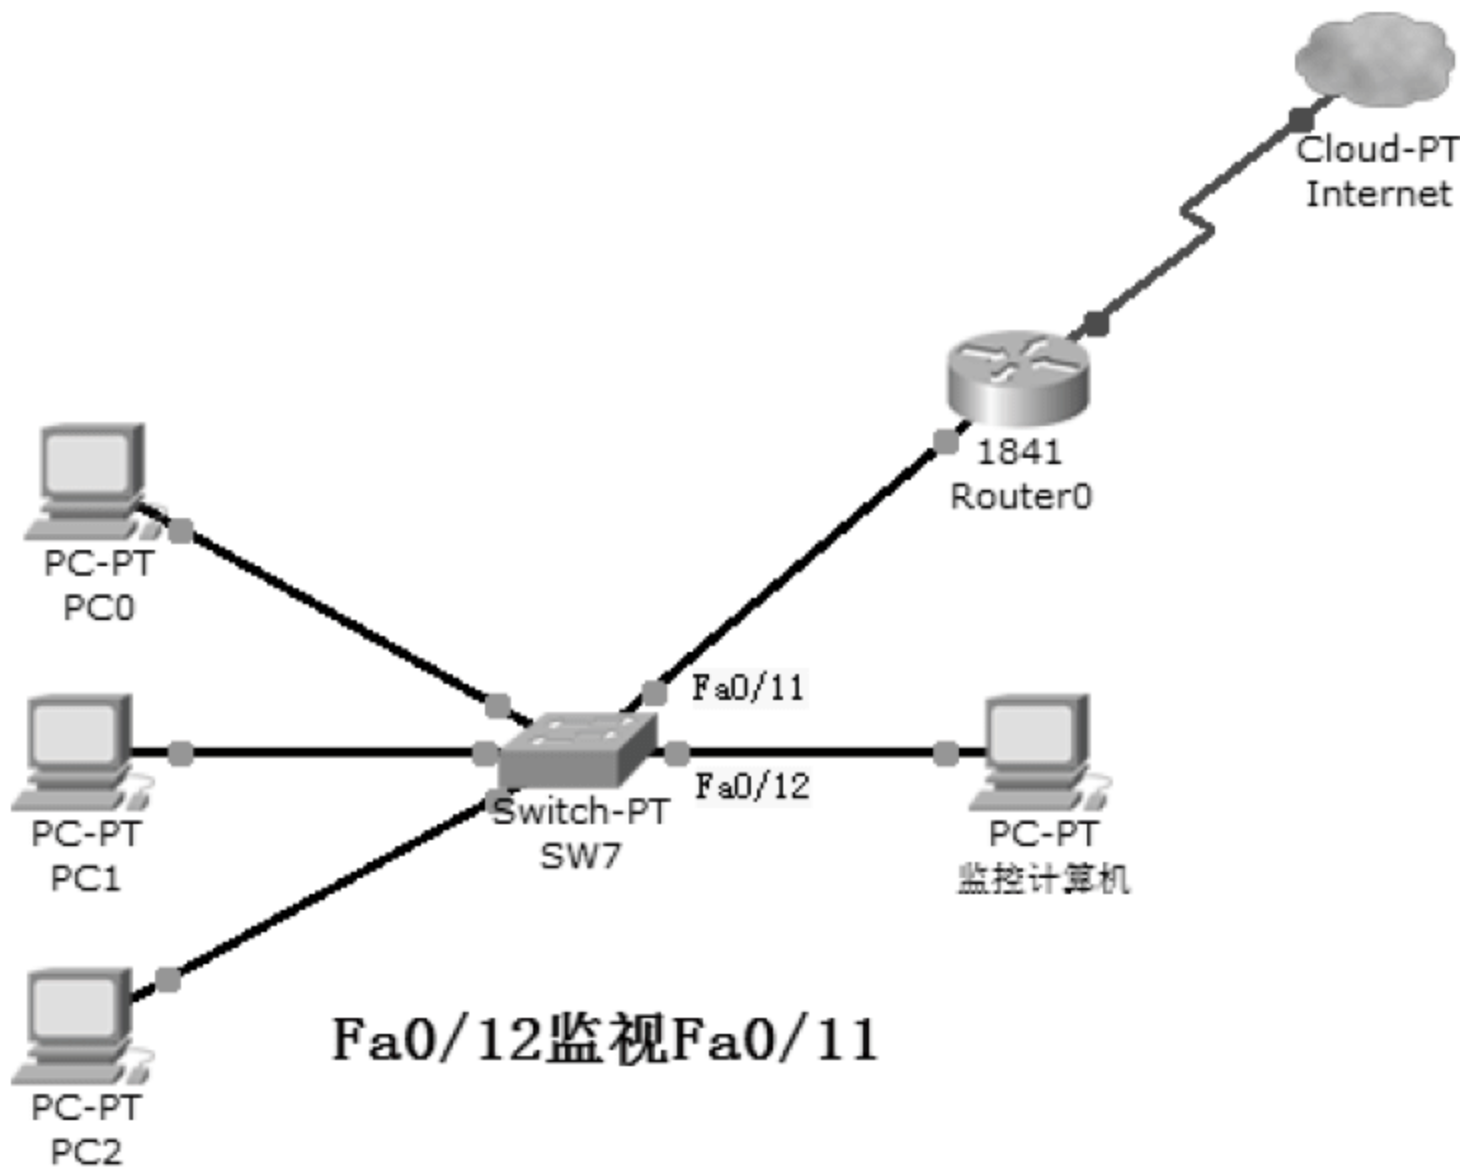 Cloud-PT
Internet
1841
Router0
PC-PT
PC0
Fa0/11
Fa0/12
Switch-PT
SW7
PC-PT
PC1
PC-PT
监控计算机
Fa0/12监视Fa0/11
PC-PT
PC2